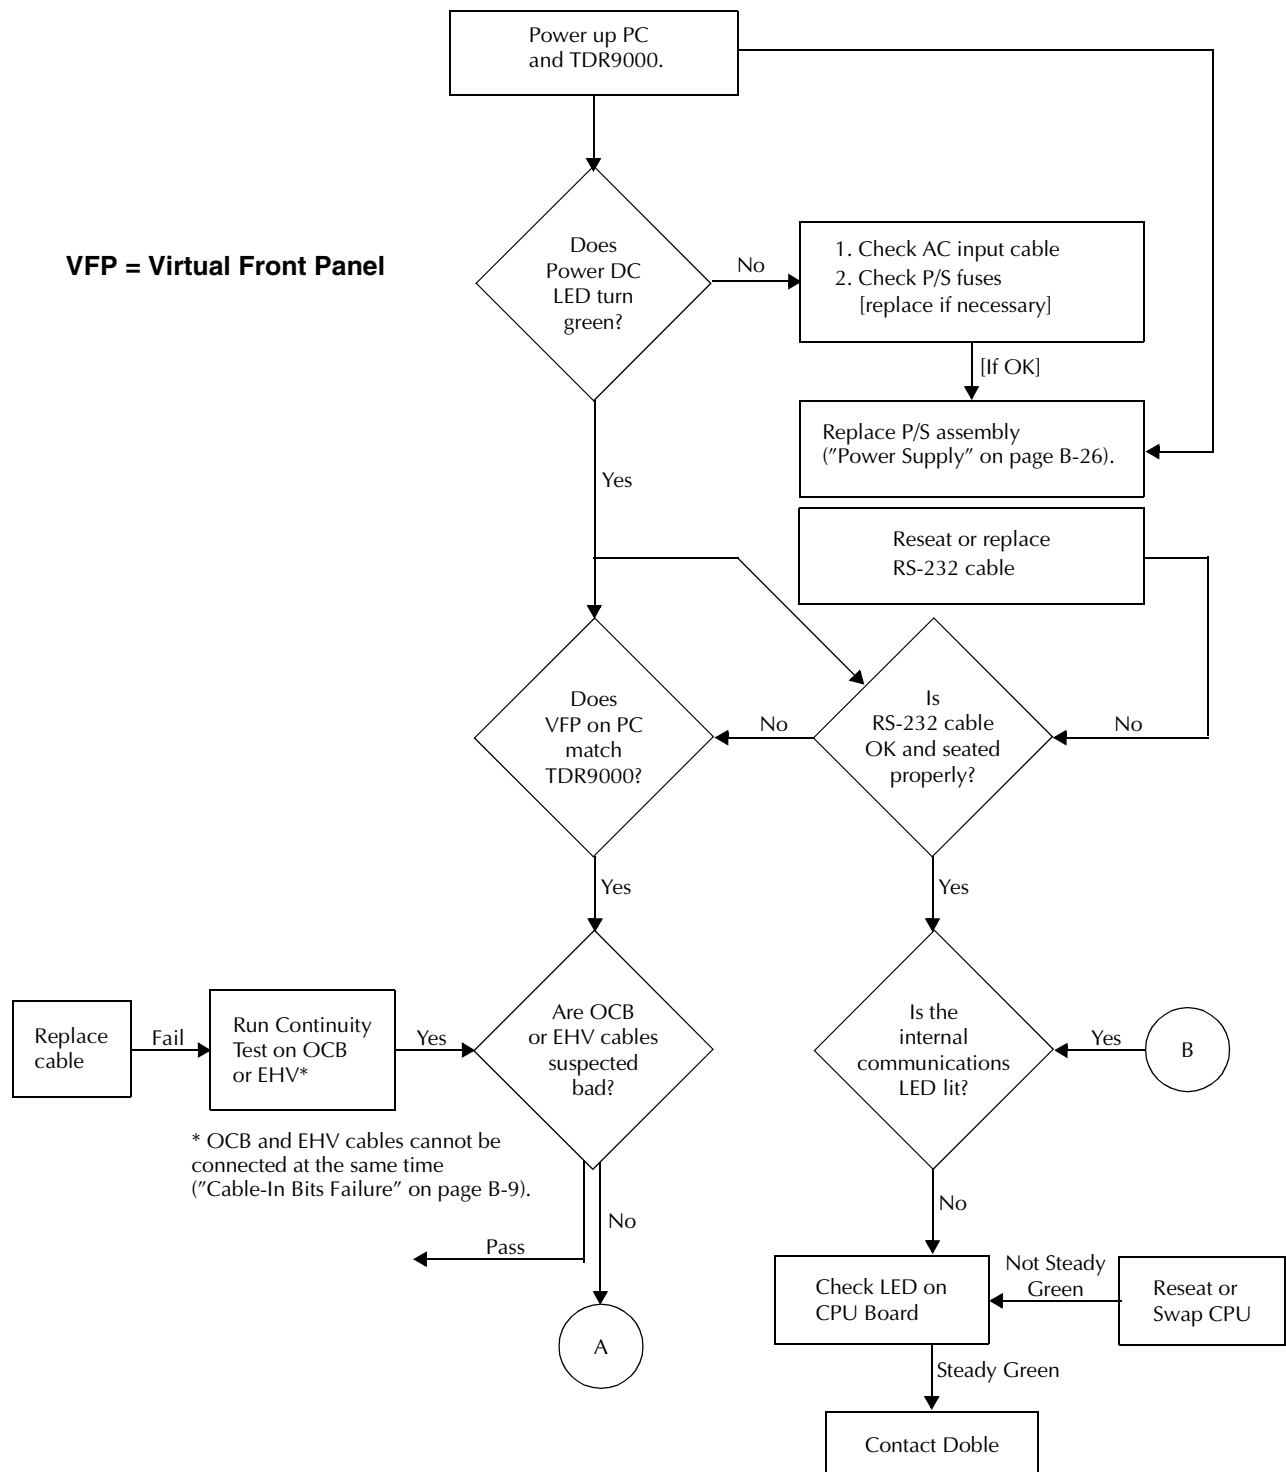 Power up PC
and TDR9000.
VFP = Virtual Front Panel
Does
Power DC
LED turn
green?
No
1. Check AC input cable
2. Check P/S fuses
[replace if necessary]
[If OK]
Replace P/S assembly
("Power Supply" on page B-26).
Yes
Reseat or replace
RS-232 cable
Does
VFP on PC
match
TDR9000?
No
Is
RS-232 cable
OK and seated
properly?
No
Yes
Yes
Replace
cable
Fail
Run Continuity
Test on OCB
or EHV*
Yes
Are OCB
or EHV cables
suspected
bad?
Is the
internal
communications
LED lit?
Yes
B
* OCB and EHV cables cannot be
connected at the same time
("Cable-In Bits Failure" on page B-9).
No
Pass
No
A
Check LED on
CPU Board
Not Steady
Green
Reseat or
Swap CPU
Steady Green
Contact Doble